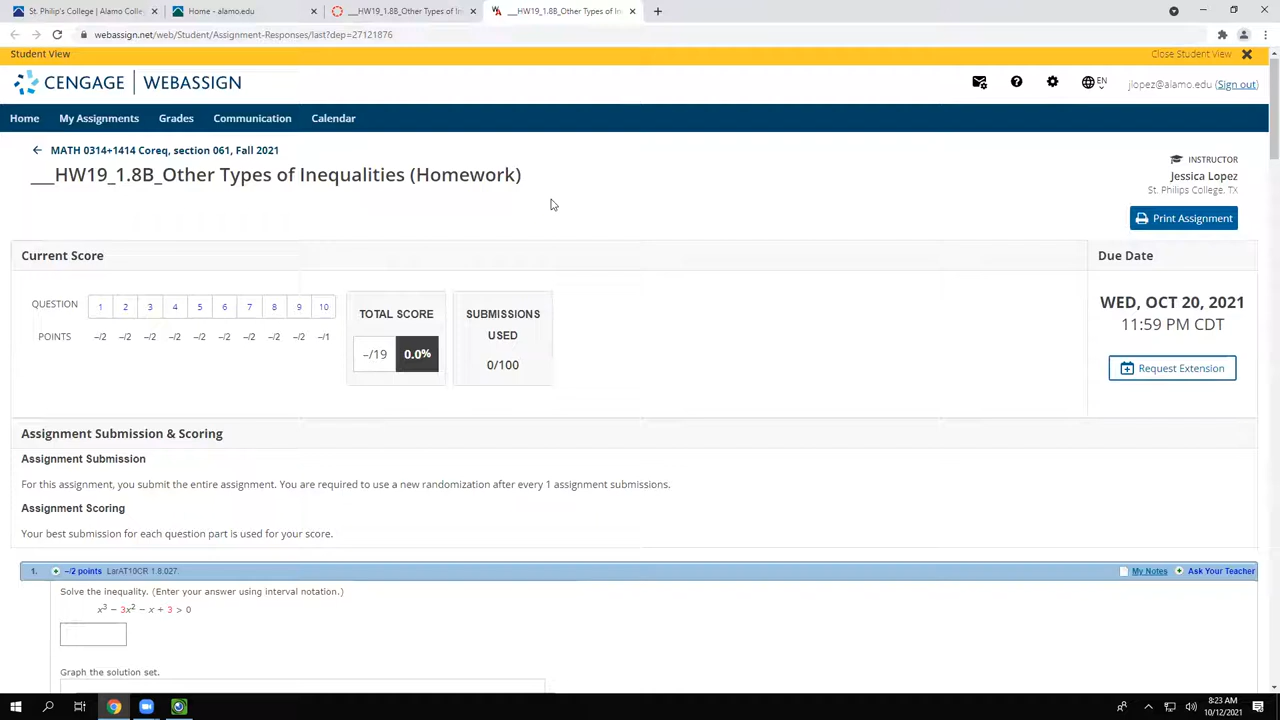 St. Philip's College | Alamo Colle
Home - alamo.edu
___HW19_1.8B_Other Types of In
___HW19_1.8B_Other Types of In
webassign.net/web/Student/Assignment-Responses/last?dep=27121876
Student View
Close Student View
CENGAGE | WEBASSIGN
EN
jlopez@alamo.edu (Sign out)
Home
My Assignments
Grades
Communication
Calendar
MATH 0314+1414 Coreq, section 061, Fall 2021
___HW19_1.8B_Other Types of Inequalities (Homework)
INSTRUCTOR
Jessica Lopez
St. Philips College, TX
Print Assignment
Current Score
Due Date
QUESTION 1 2 3 4 5 6 7 8 9 10
POINTS –/2 –/2 –/2 –/2 –/2 –/2 –/2 –/2 –/2 –/1
TOTAL SCORE
–/19 0.0%
SUBMISSIONS
USED
0/100
WED, OCT 20, 2021
11:59 PM CDT
Request Extension
Assignment Submission & Scoring
Assignment Submission
For this assignment, you submit the entire assignment. You are required to use a new randomization after every 1 assignment submissions.
Assignment Scoring
Your best submission for each question part is used for your score.
1. –/2 points LarAT10CR 1.8.027.
My Notes
Ask Your Teacher
Solve the inequality. (Enter your answer using interval notation.)
x³ − 3x² − x + 3 > 0
Graph the solution set.
8:23 AM
10/12/2021